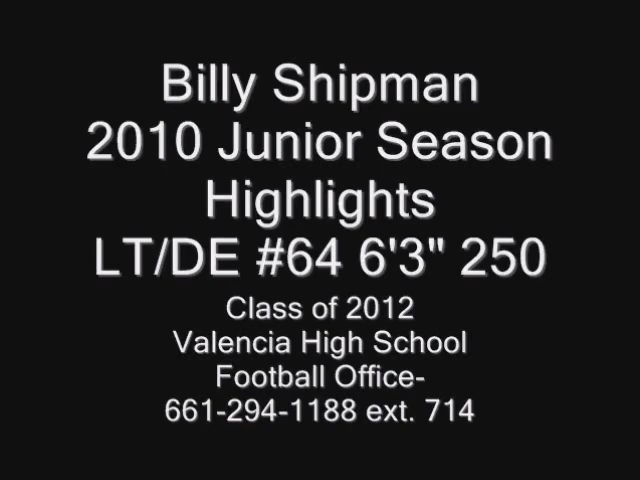 Billy Shipman
2010 Junior Season
Highlights
LT/DE #64 6'3" 250
Class of 2012
Valencia High School
Football Office-
661-294-1188 ext. 714